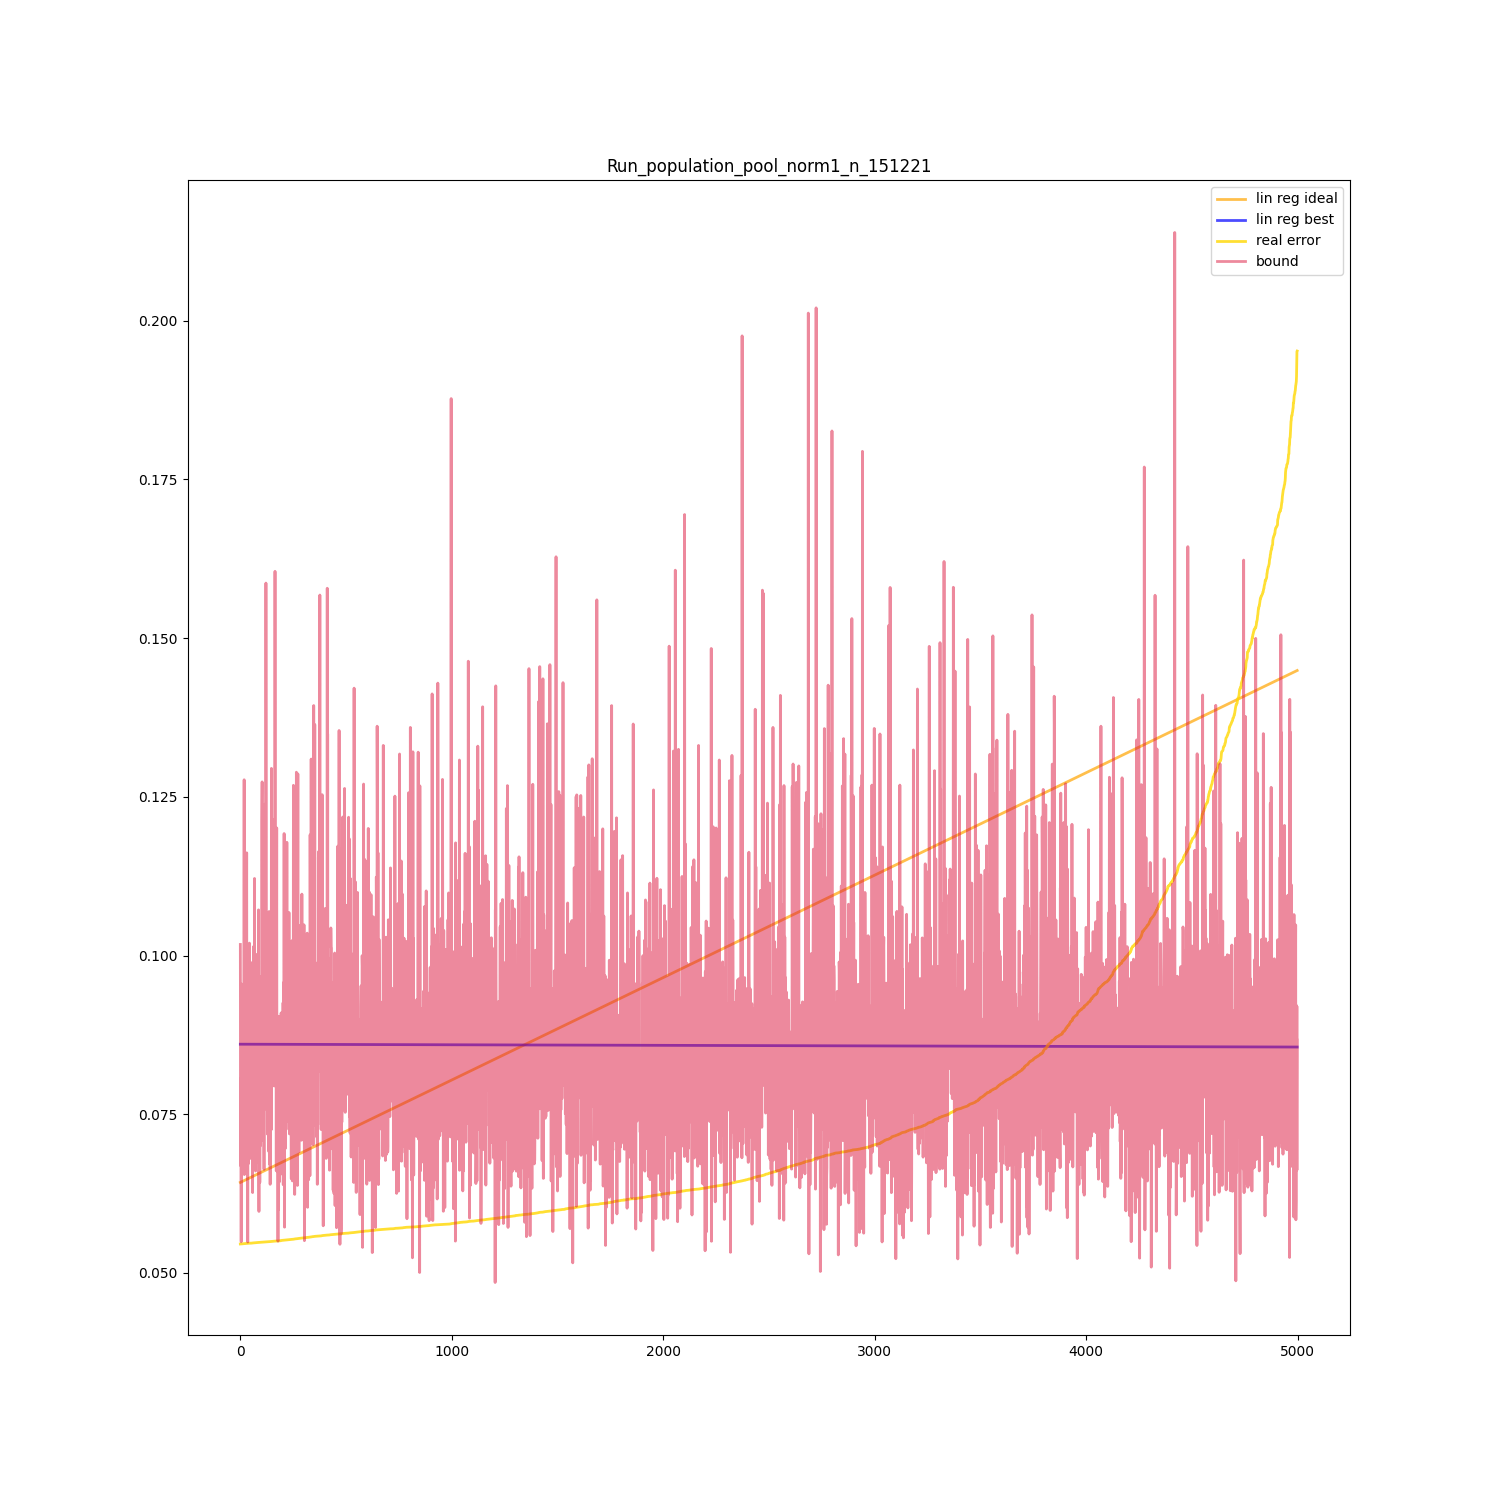 Run_population_pool_norm1_n_151221
lin reg ideal
lin reg best
real error
bound
0.200
0.175
0.150
0.125
0.100
0.075
0.050
0 1000 2000 3000 4000 5000